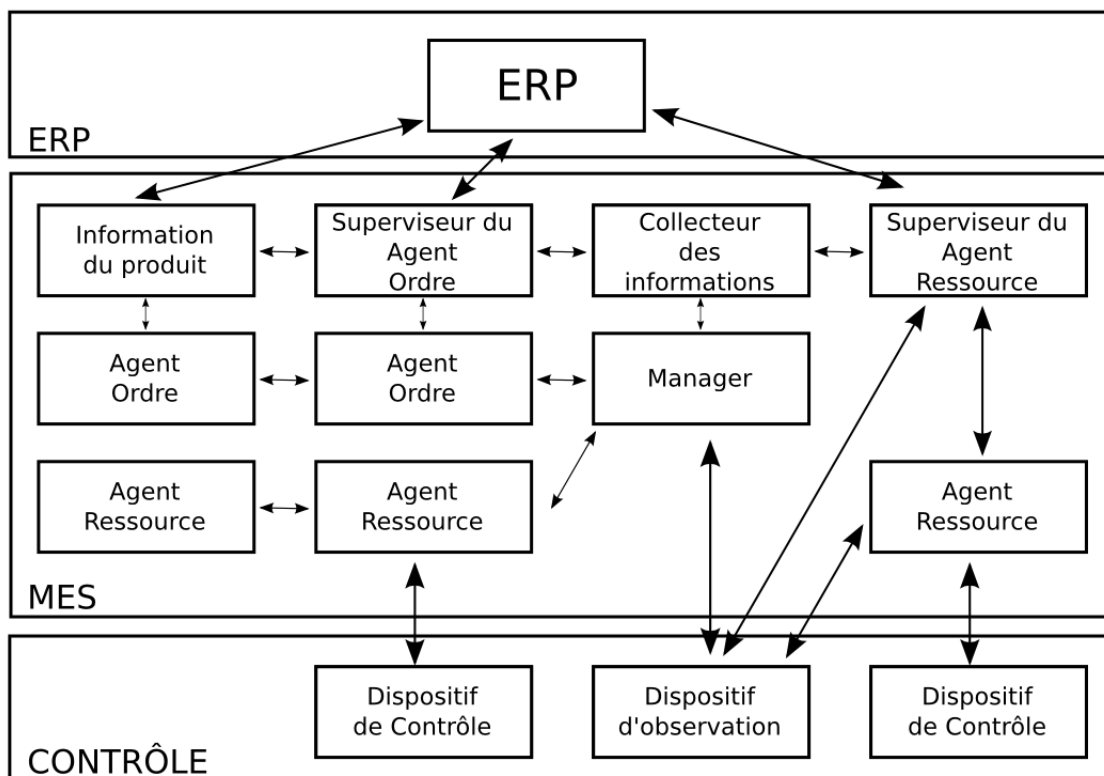 ERP
ERP
Information
du produit
Superviseur du
Agent
Ordre
Collecteur
des
informations
Superviseur du
Agent
Ressource
Agent
Ordre
Agent
Ordre
Manager
Agent
Ressource
Agent
Ressource
Agent
Ressource
MES
Dispositif
de Contrôle
Dispositif
d'observation
Dispositif
de Contrôle
CONTRÔLE